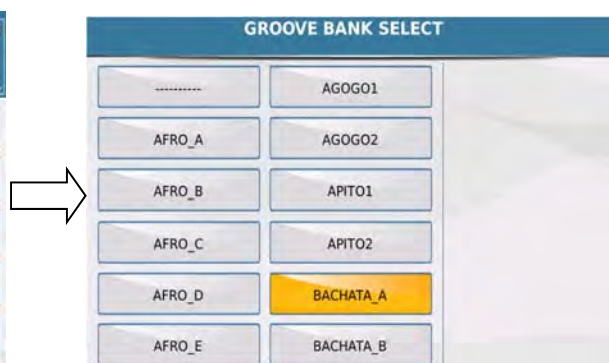 GROOVE BANK SELECT
----------
AGOGO1
AFRO_A
AGOGO2
AFRO_B
APITO1
AFRO_C
APITO2
AFRO_D
BACHATA_A
AFRO_E
BACHATA_B